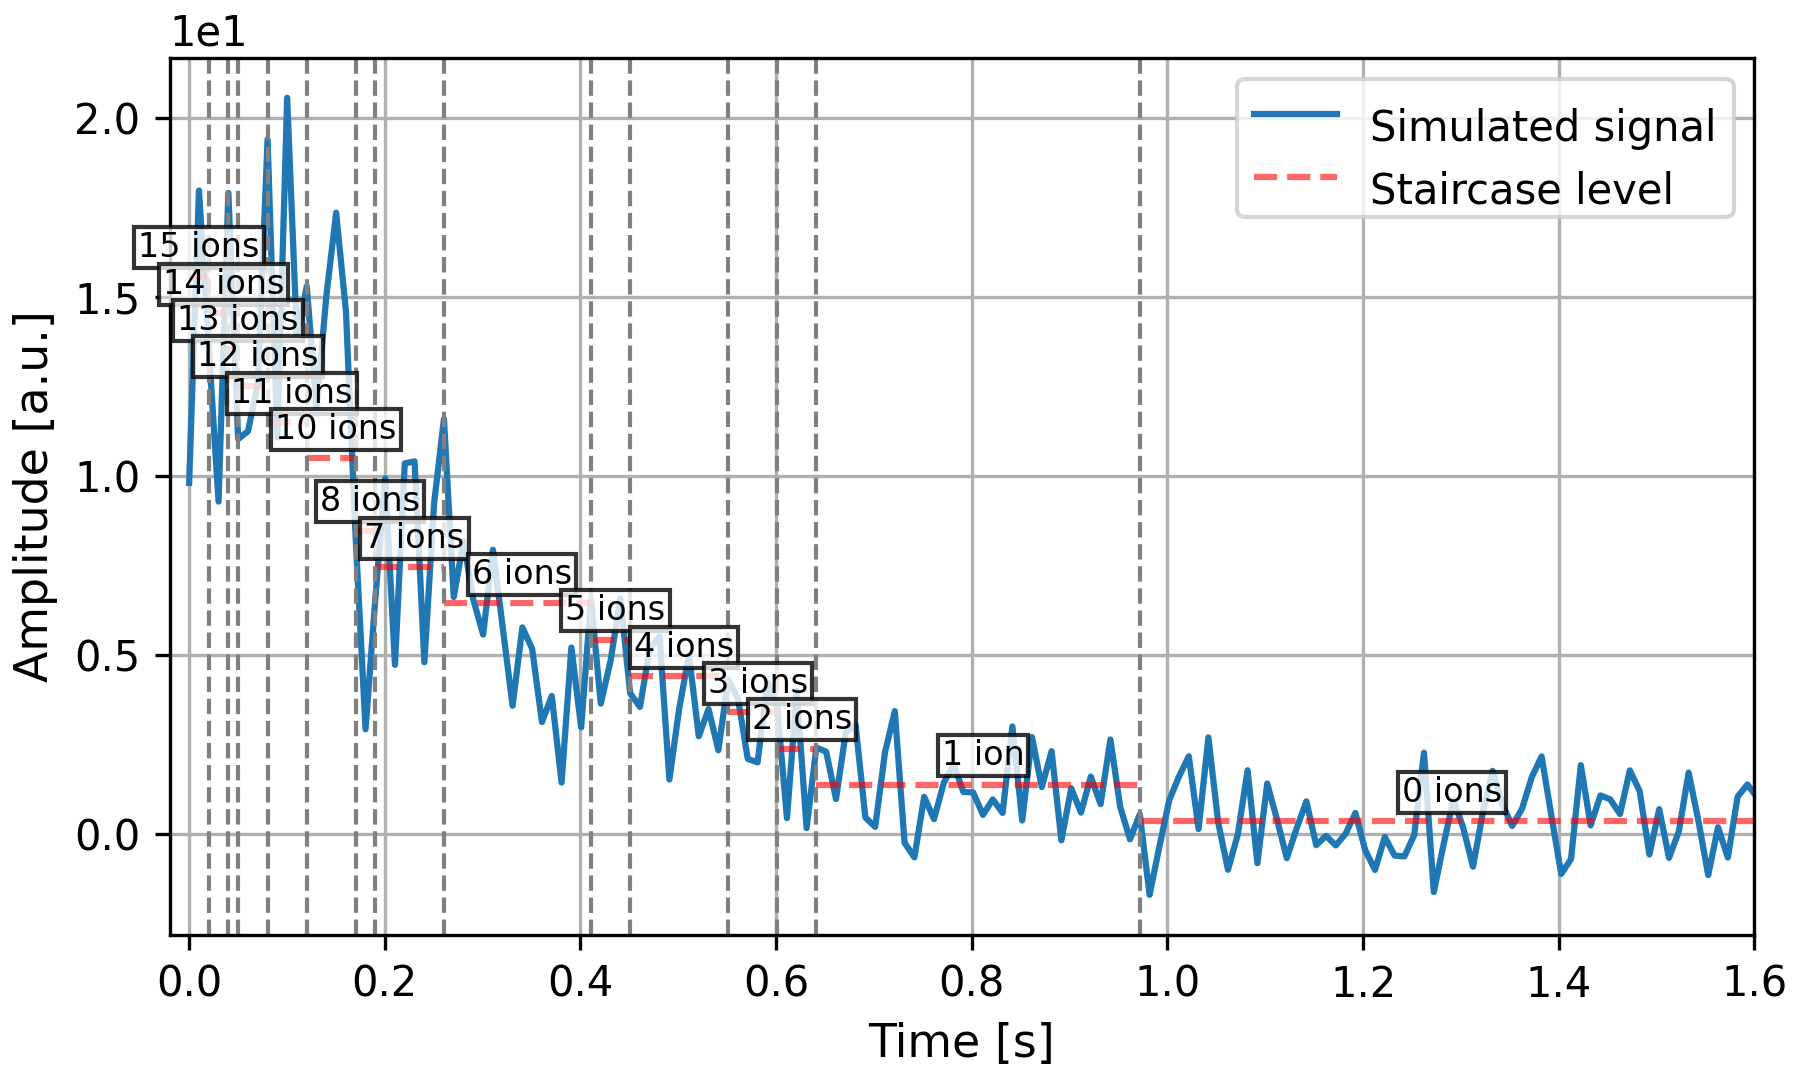 1e1
2.0
1.5
1.0
0.5
0.0
Amplitude [a.u.]
Simulated signal
Staircase level
15 ions
14 ions
13 ions
12 ions
11 ions
10 ions
8 ions
7 ions
6 ions
5 ions
4 ions
3 ions
2 ions
1 ion
0 ions
0.0 0.2 0.4 0.6 0.8 1.0 1.2 1.4 1.6
Time [s]